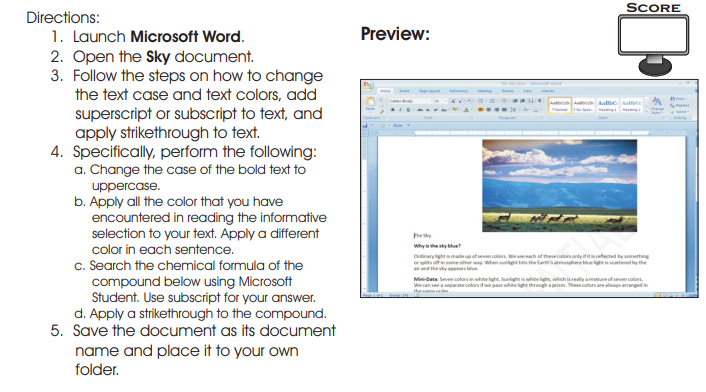 Directions:
1. Launch Microsoft Word.
2. Open the Sky document.
3. Follow the steps on how to change
the text case and text colors, add
superscript or subscript to text, and
apply strikethrough to text.
4. Specifically, perform the following:
a. Change the case of the bold text to
uppercase.
b. Apply all the color that you have
encountered in reading the informative
selection to your text. Apply a different
color in each sentence.
c. Search the chemical formula of the
compound below using Microsoft
Student. Use subscript for your answer.
d. Apply a strikethrough to the compound.
5. Save the document as its document
name and place it to your own
folder.
Preview:
SCORE
The Sky
Why is the sky blue?
Ordinary light is made up of seven colors. We see each of these colors only if it is reflected by something
or splits off in some other way. When sunlight hits the Earth's atmosphere blue light is scattered by the
air and the sky appears blue.
Mini-Data: Seven colors in white light. Sunlight is white light, which is really a mixture of seven colors.
We can see a separate colors if we pass white light through a prism. These colors are always arranged in
the same order